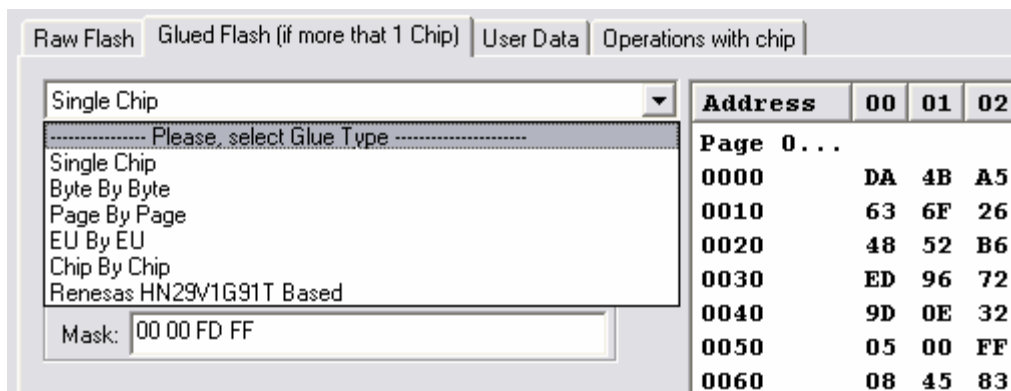 Raw Flash Glued Flash (if more that 1 Chip) User Data Operations with chip
Single Chip
--------------- Please, select Glue Type ---------------------
Single Chip
Byte By Byte
Page By Page
EU By EU
Chip By Chip
Renesas HN29V1G91T Based
Mask: 00 00 FD FF
Address 00 01 02
Page 0...
0000 DA 4B A5
0010 63 6F 26
0020 48 52 B6
0030 ED 96 72
0040 9D 0E 32
0050 05 00 FF
0060 08 45 83